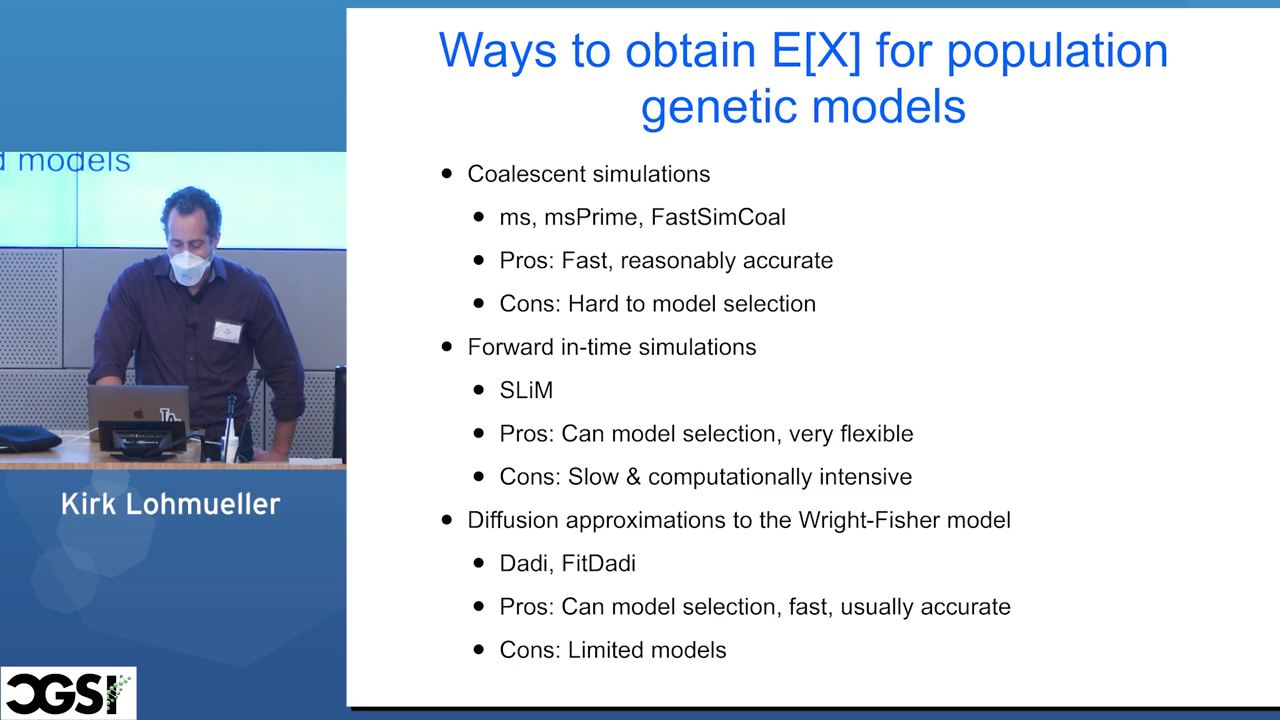 Ways to obtain E[X] for population
genetic models
• Coalescent simulations
• ms, msPrime, FastSimCoal
• Pros: Fast, reasonably accurate
• Cons: Hard to model selection
• Forward in-time simulations
• SLiM
• Pros: Can model selection, very flexible
• Cons: Slow & computationally intensive
• Diffusion approximations to the Wright-Fisher model
• Dadi, FitDadi
• Pros: Can model selection, fast, usually accurate
• Cons: Limited models
d models
LA
Kirk Lohmueller
CGSI